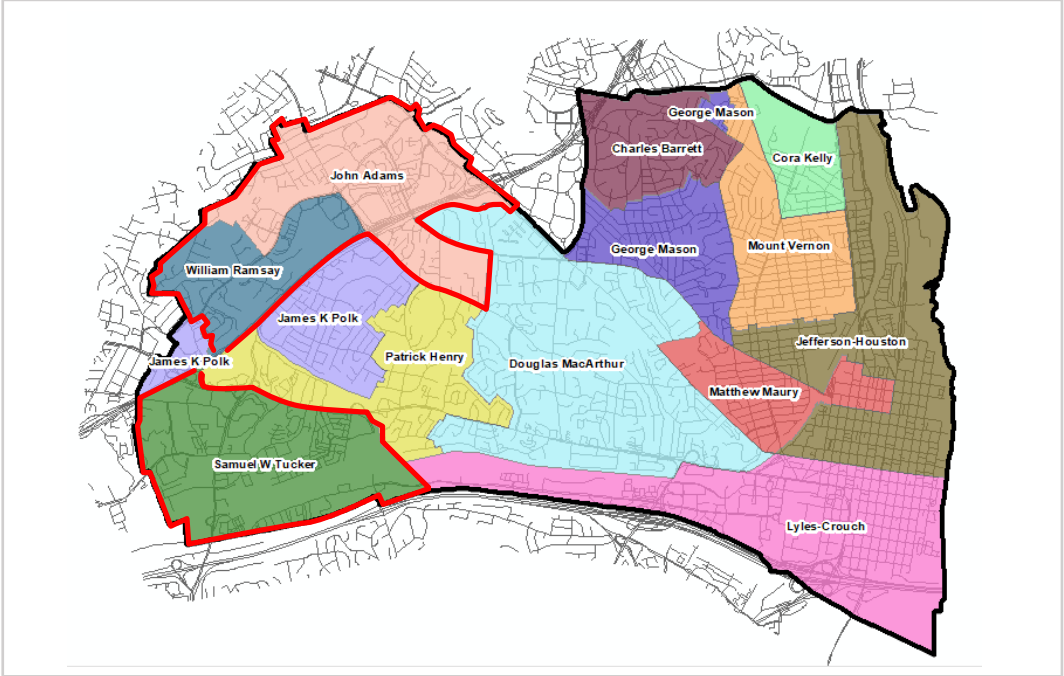 George Mason
Charles Barrett
Cora Kelly
John Adams
George Mason
Mount Vernon
William Ramsay
James K Polk
Jefferson-Houston
James K Polk
Patrick Henry
Douglas MacArthur
Matthew Maury
Samuel W Tucker
Lyles-Crouch